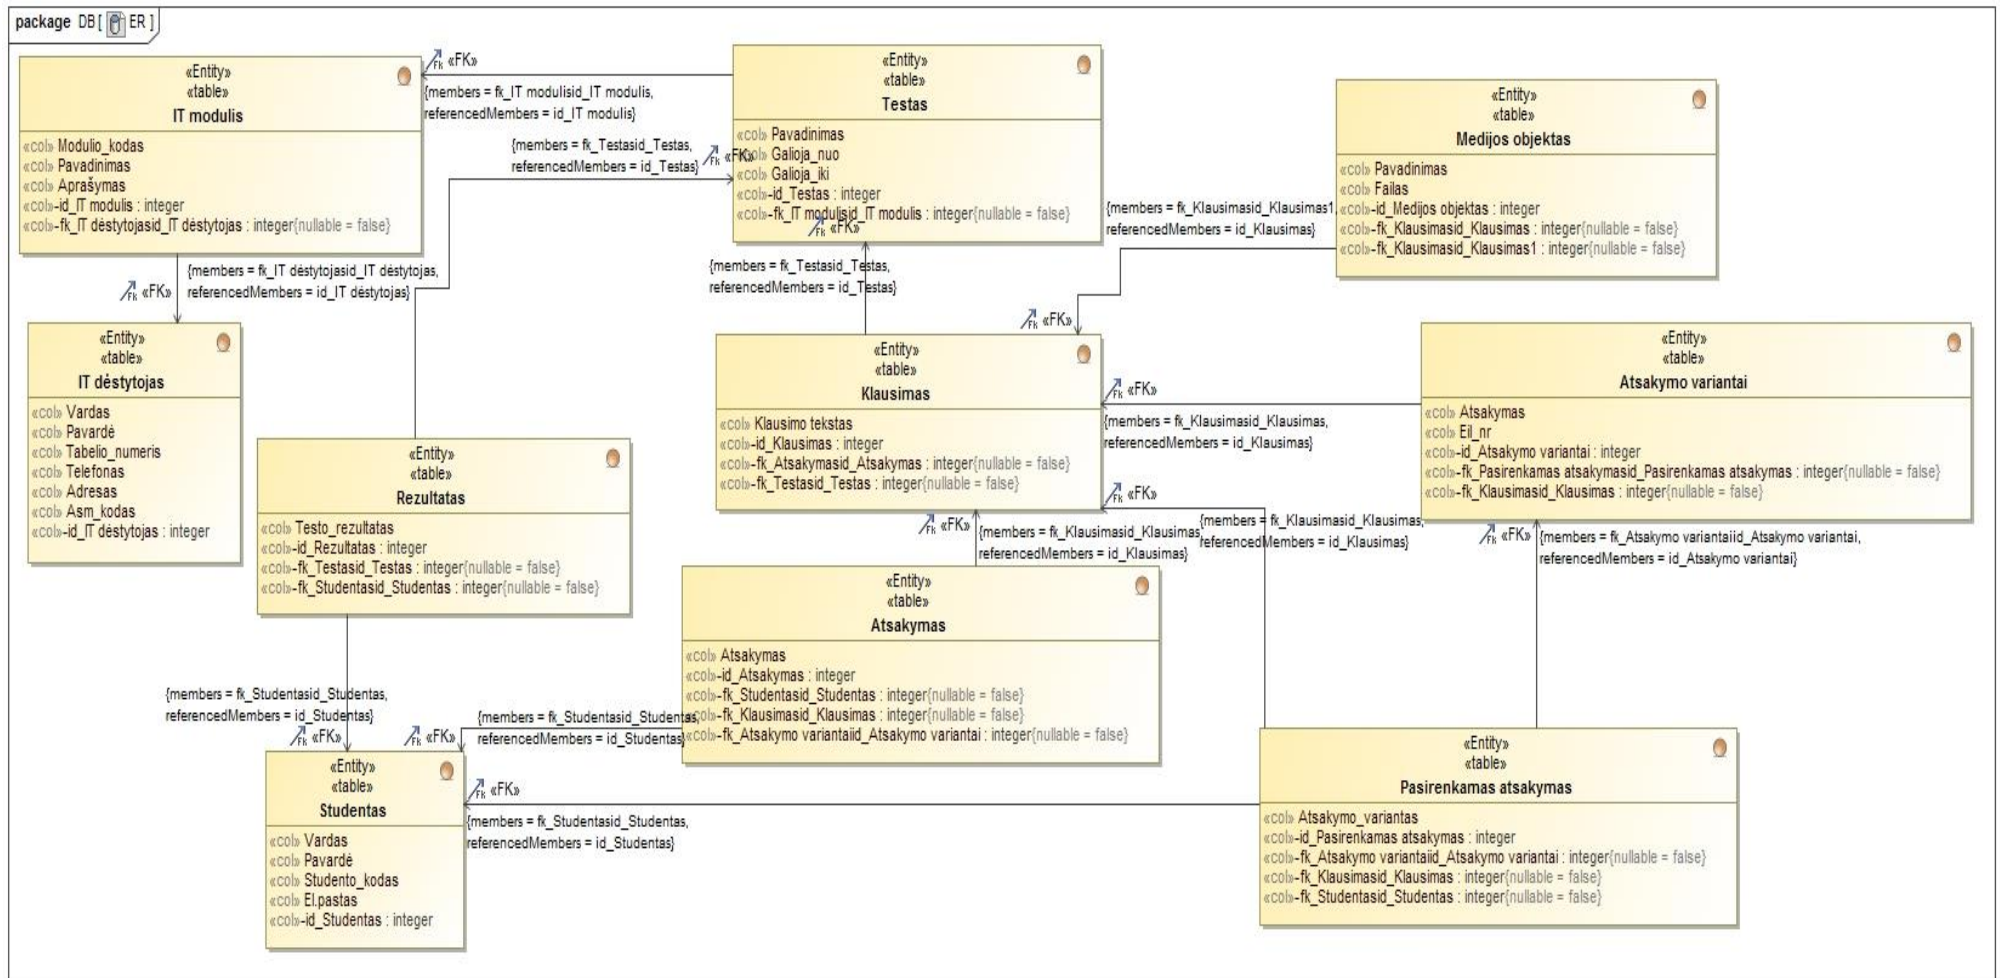 package DB [ ER ]
«Entity»
«table»
IT modulis
«col» Modulio_kodas
«col» Pavadinimas
«col» Aprašymas
«col»-id_IT modulis : integer
«col»-fk_IT dėstytojasid_IT dėstytojas : integer{nullable = false}
Fk «FK»
{members = fk_IT modulisid_IT modulis,
referencedMembers = id_IT modulis}
«Entity»
«table»
Testas
«col» Pavadinimas
«col» Galioja_nuo
«col» Galioja_iki
«col»-id_Testas : integer
«col»-fk_IT modulisid_IT modulis : integer{nullable = false}
{members = fk_Testasid_Testas,
referencedMembers = id_Testas}
Fk «FK»
«Entity»
«table»
Medijos objektas
«col» Pavadinimas
«col» Failas
«col»-id_Medijos objektas : integer
«col»-fk_Klausimasid_Klausimas : integer{nullable = false}
«col»-fk_Klausimasid_Klausimas1 : integer{nullable = false}
{members = fk_Klausimasid_Klausimas1,
referencedMembers = id_Klausimas}
Fk «FK»
Fk «FK»
{members = fk_Testasid_Testas,
referencedMembers = id_Testas}
Fk «FK»
{members = fk_IT dėstytojasid_IT dėstytojas,
referencedMembers = id_IT dėstytojas}
«Entity»
«table»
IT dėstytojas
«col» Vardas
«col» Pavardė
«col» Tabelio_numeris
«col» Telefonas
«col» Adresas
«col» Asm_kodas
«col»-id_IT dėstytojas : integer
«Entity»
«table»
Klausimas
«col» Klausimo tekstas
«col»-id_Klausimas : integer
«col»-fk_Atsakymasid_Atsakymas : integer{nullable = false}
«col»-fk_Testasid_Testas : integer{nullable = false}
Fk «FK»
{members = fk_Klausimasid_Klausimas,
referencedMembers = id_Klausimas}
«Entity»
«table»
Atsakymo variantai
«col» Atsakymas
«col» Eil_nr
«col»-id_Atsakymo variantai : integer
«col»-fk_Pasirenkamas atsakymasid_Pasirenkamas atsakymas : integer{nullable = false}
«col»-fk_Klausimasid_Klausimas : integer{nullable = false}
«Entity»
«table»
Rezultatas
«col» Testo_rezultatas
«col»-id_Rezultatas : integer
«col»-fk_Testasid_Testas : integer{nullable = false}
«col»-fk_Studentasid_Studentas : integer{nullable = false}
Fk «FK»
{members = fk_Klausimasid_Klausimas,
referencedMembers = id_Klausimas}
Fk «FK»
{members = fk_Klausimasid_Klausimas,
referencedMembers = id_Klausimas}
Fk «FK»
{members = fk_Atsakymo variantaiid_Atsakymo variantai,
referencedMembers = id_Atsakymo variantai}
«Entity»
«table»
Atsakymas
«col» Atsakymas
«col»-id_Atsakymas : integer
«col»-fk_Studentasid_Studentas : integer{nullable = false}
«col»-fk_Klausimasid_Klausimas : integer{nullable = false}
«col»-fk_Atsakymo variantaiid_Atsakymo variantai : integer{nullable = false}
{members = fk_Studentasid_Studentas,
referencedMembers = id_Studentas}
Fk «FK»
Fk «FK»
{members = fk_Studentasid_Studentas,
referencedMembers = id_Studentas}
«Entity»
«table»
Studentas
«col» Vardas
«col» Pavardė
«col» Studento_kodas
«col» El.pastas
«col»-id_Studentas : integer
Fk «FK»
{members = fk_Studentasid_Studentas,
referencedMembers = id_Studentas}
«Entity»
«table»
Pasirenkamas atsakymas
«col» Atsakymo_variantas
«col»-id_Pasirenkamas atsakymas : integer
«col»-fk_Atsakymo variantaiid_Atsakymo variantai : integer{nullable = false}
«col»-fk_Klausimasid_Klausimas : integer{nullable = false}
«col»-fk_Studentasid_Studentas : integer{nullable = false}